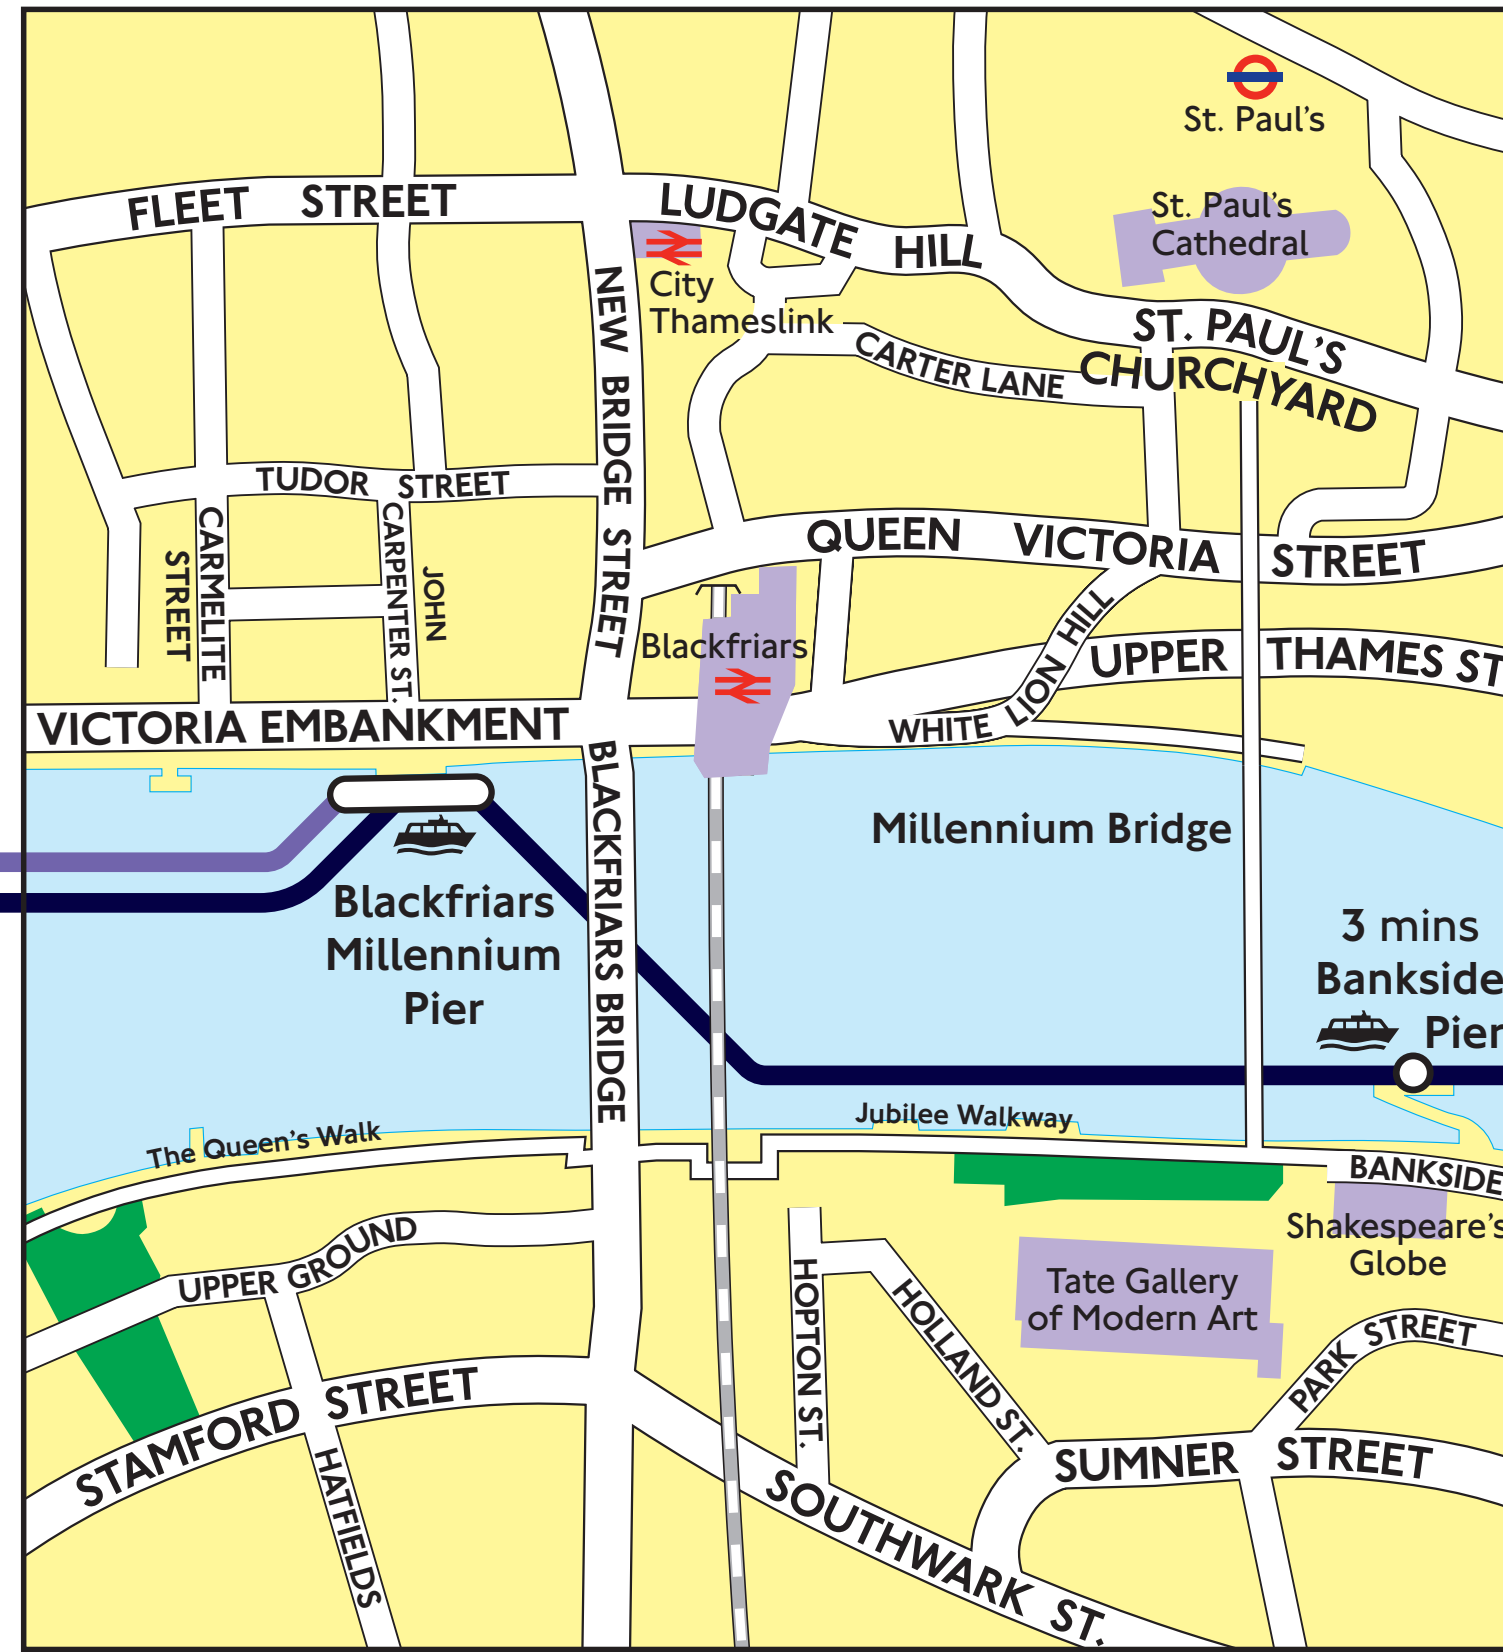 St. Paul's
FLEET STREET
LUDGATE HILL
St. Paul's
Cathedral
City
Thameslink
NEW BRIDGE STREET
ST. PAUL'S
CHURCHYARD
CARTER LANE
TUDOR STREET
CARMELITE
STREET
JOHN
CARPENTER ST.
QUEEN VICTORIA STREET
Blackfriars
WHITE LION HILL
UPPER THAMES ST
VICTORIA EMBANKMENT
BLACKFRIARS BRIDGE
Millennium Bridge
Blackfriars
Millennium
Pier
3 mins
Bankside
Pier
The Queen's Walk
Jubilee Walkway
BANKSIDE
Shakespeare's
Globe
UPPER GROUND
HOPTON ST.
HOLLAND ST.
Tate Gallery
of Modern Art
PARK STREET
STAMFORD STREET
HATFIELDS
SUMNER STREET
SOUTHWARK ST.